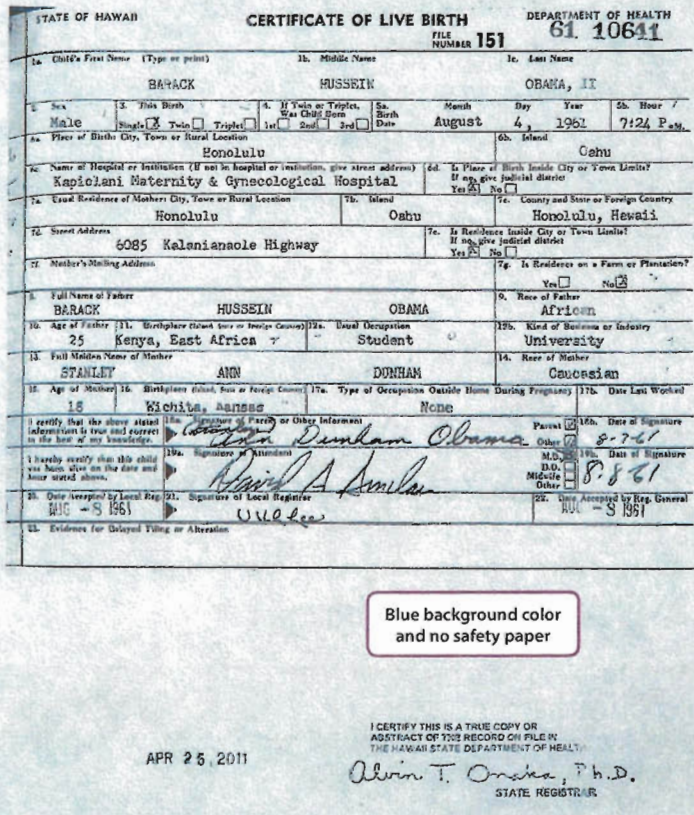 STATE OF HAWAII CERTIFICATE OF LIVE BIRTH DEPARTMENT OF HEALTH
FILE NUMBER 151 61 10641
1a. Child's First Name (Type or print) 1b. Middle Name 1c. Last Name
BARACK HUSSEIN OBAMA, II
2. Sex 3. This Birth 4. If Twin or Triplet, Was Child Born 5a. Birth Date Month Day Year 5b. Hour
Male Single Twin Triplet 1st 2nd 3rd August 4, 1961 7:24 P.M.
6a. Place of Birth: City, Town or Rural Location 6b. Island
Honolulu Oahu
6c. Name of Hospital or Institution (If not in hospital or institution, give street address) 6d. Is Place of Birth Inside City or Town Limits? If no, give judicial district
Kapiolani Maternity & Gynecological Hospital Yes No
7a. Usual Residence of Mother: City, Town or Rural Location 7b. Island 7c. County and State or Foreign Country
Honolulu Oahu Honolulu, Hawaii
7d. Street Address 7e. Is Residence Inside City or Town Limits? If no, give judicial district
6085 Kalanianaole Highway Yes No
7f. Mother's Mailing Address 7g. Is Residence on a Farm or Plantation?
Yes No
8. Full Name of Father 9. Race of Father
BARACK HUSSEIN OBAMA African
10. Age of Father 11. Birthplace (Island, State or Foreign Country) 12a. Usual Occupation 12b. Kind of Business or Industry
25 Kenya, East Africa Student University
13. Full Maiden Name of Mother 14. Race of Mother
STANLEY ANN DUNHAM Caucasian
15. Age of Mother 16. Birthplace (Island, State or Foreign Country) 17a. Type of Occupation Outside Home During Pregnancy 17b. Date Last Worked
18 Wichita, Kansas None
I certify that the above stated information is true and correct to the best of my knowledge. 18a. Signature of Parent or Other Informant Parent Other 18b. Date of Signature
Ann Dunham Obama 8-7-61
I hereby certify that this child was born alive on the date and hour stated above. 19a. Signature of Attendant M.D. D.O. Midwife Other 19b. Date of Signature
David A Sinclair 8-8-61
20. Date Accepted by Local Reg. 21. Signature of Local Registrar 22. Date Accepted by Reg. General
AUG -8 1961 AUG -8 1961
23. Evidence for Delayed Filing or Alteration
Blue background color
and no safety paper
APR 25 2011
I CERTIFY THIS IS A TRUE COPY OR
ABSTRACT OF THE RECORD ON FILE IN
THE HAWAII STATE DEPARTMENT OF HEALTH
Alvin T. Onaka, Ph.D.
STATE REGISTRAR